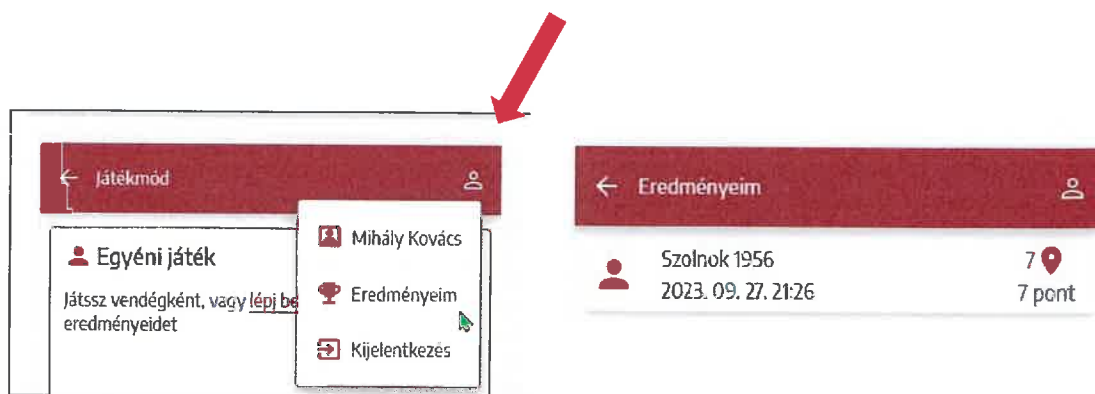 Játékmód
Mihály Kovács
Egyéni játék
Eredményeim
Játssz vendégként, vagy lépj be
eredményeidet
Kijelentkezés
Eredményeim
Szolnok 1956
7
2023. 09. 27. 21:26
7 pont